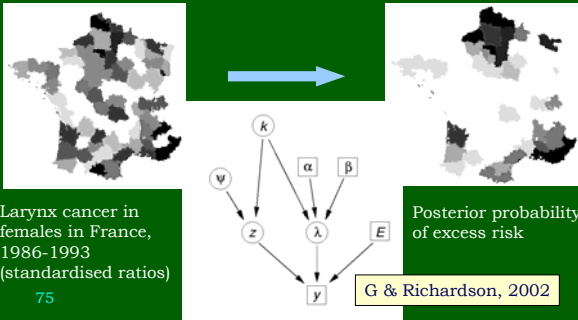 k
α
β
ψ
z
λ
E
y
Larynx cancer in
females in France,
1986-1993
(standardised ratios)
75
Posterior probability
of excess risk
G & Richardson, 2002